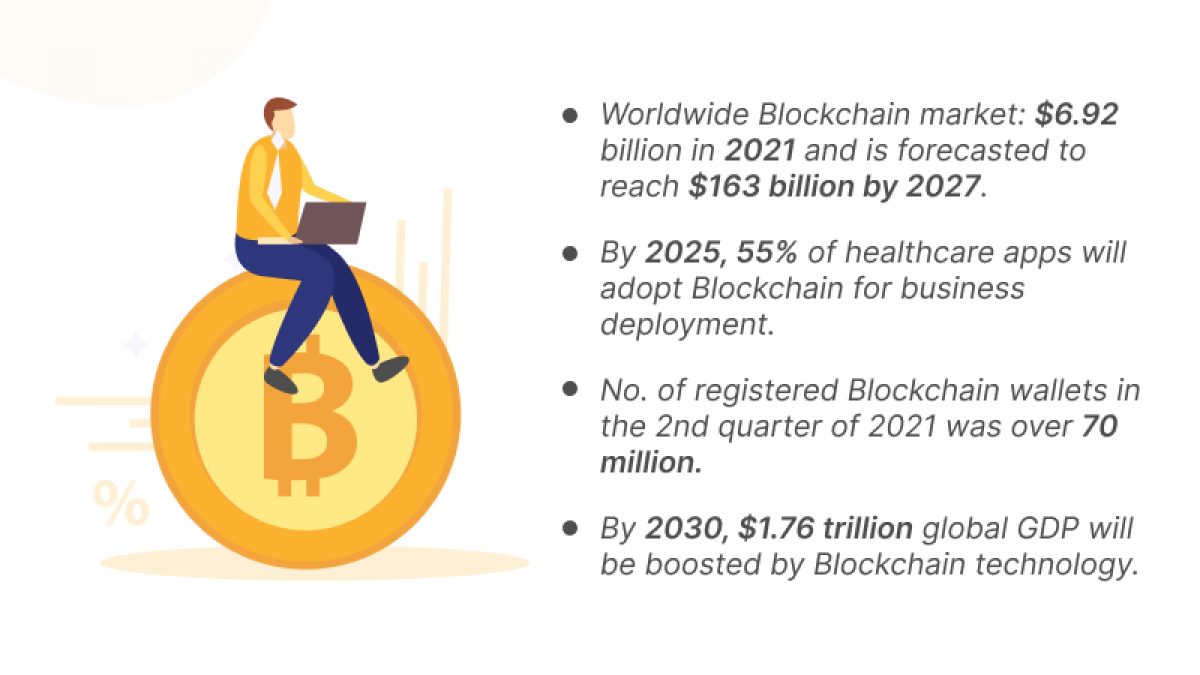 Worldwide Blockchain market: $6.92
billion in 2021 and is forecasted to
reach $163 billion by 2027.
By 2025, 55% of healthcare apps will
adopt Blockchain for business
deployment.
No. of registered Blockchain wallets in
the 2nd quarter of 2021 was over 70
million.
By 2030, $1.76 trillion global GDP will
be boosted by Blockchain technology.
%